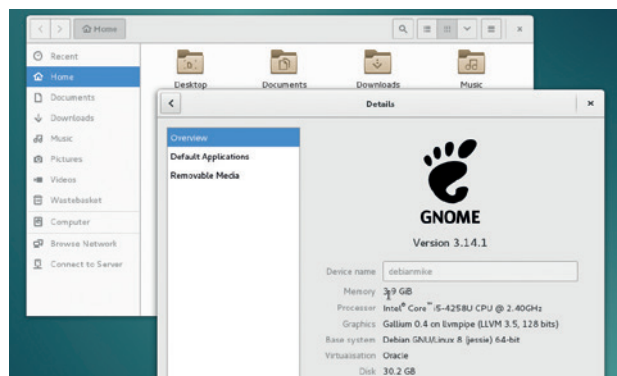 Home
Recent
Home
Documents
Downloads
Music
Pictures
Videos
Wastebasket
Computer
Browse Network
Connect to Server
Desktop
Documents
Downloads
Music
Details
Overview
Default Applications
Removable Media
GNOME
Version 3.14.1
Device name debianmike
Memory 3.9 GiB
Processor Intel® Core™ i5-4258U CPU @ 2.40GHz
Graphics Gallium 0.4 on llvmpipe (LLVM 3.5, 128 bits)
Base system Debian GNU/Linux 8 (jessie) 64-bit
Virtualisation Oracle
Disk 30.2 GB